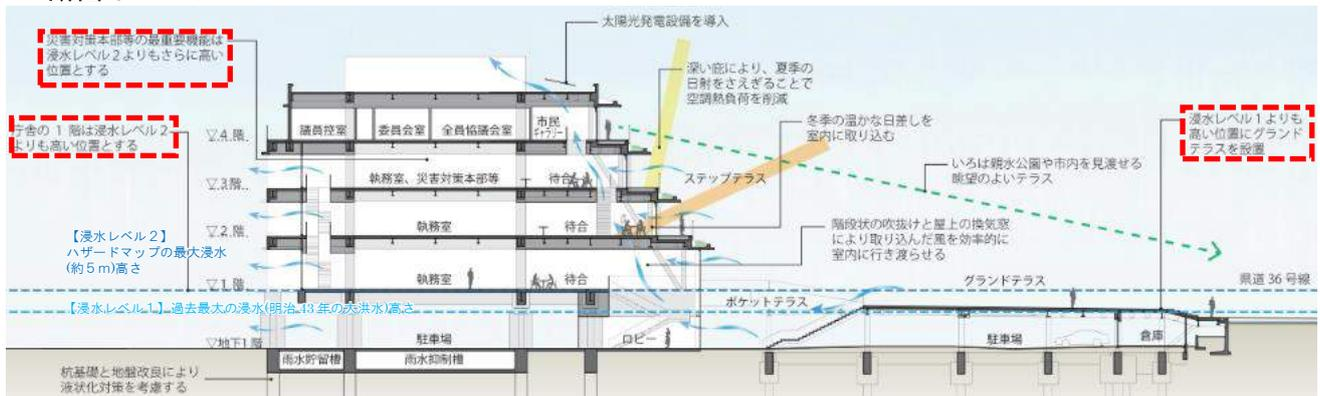 太陽光発電設備を導入
災害対策本部等の最重要機能は
浸水レベル2よりもさらに高い
位置とする
深い庇により、夏季の
日射をさえぎることで
空調熱負荷を削減
庁舎の1階は浸水レベル2
よりも高い位置とする
▽4階
議員控室
委員会室
全員協議会室
市民
ギャラリー
冬季の温かな日差しを
室内に取り込む
浸水レベル1よりも
高い位置にグランド
テラスを設置
いろは親水公園や市内を見渡せる
眺望のよいテラス
▽3階
執務室、災害対策本部等
待合
ステップテラス
【浸水レベル2】
ハザードマップの最大浸水
(約5m)高さ
▽2階
執務室
待合
階段状の吹抜けと屋上の換気窓
により取り込んだ風を効率的に
室内に行き渡らせる
▽1階
執務室
待合
グランドテラス
県道36号線
【浸水レベル1】過去最大の浸水(明治43年の大洪水)高さ
ポケットテラス
▽地下1階
駐車場
ロビー
駐車場
倉庫
雨水貯留槽
雨水抑制槽
杭基礎と地盤改良により
液状化対策を考慮する